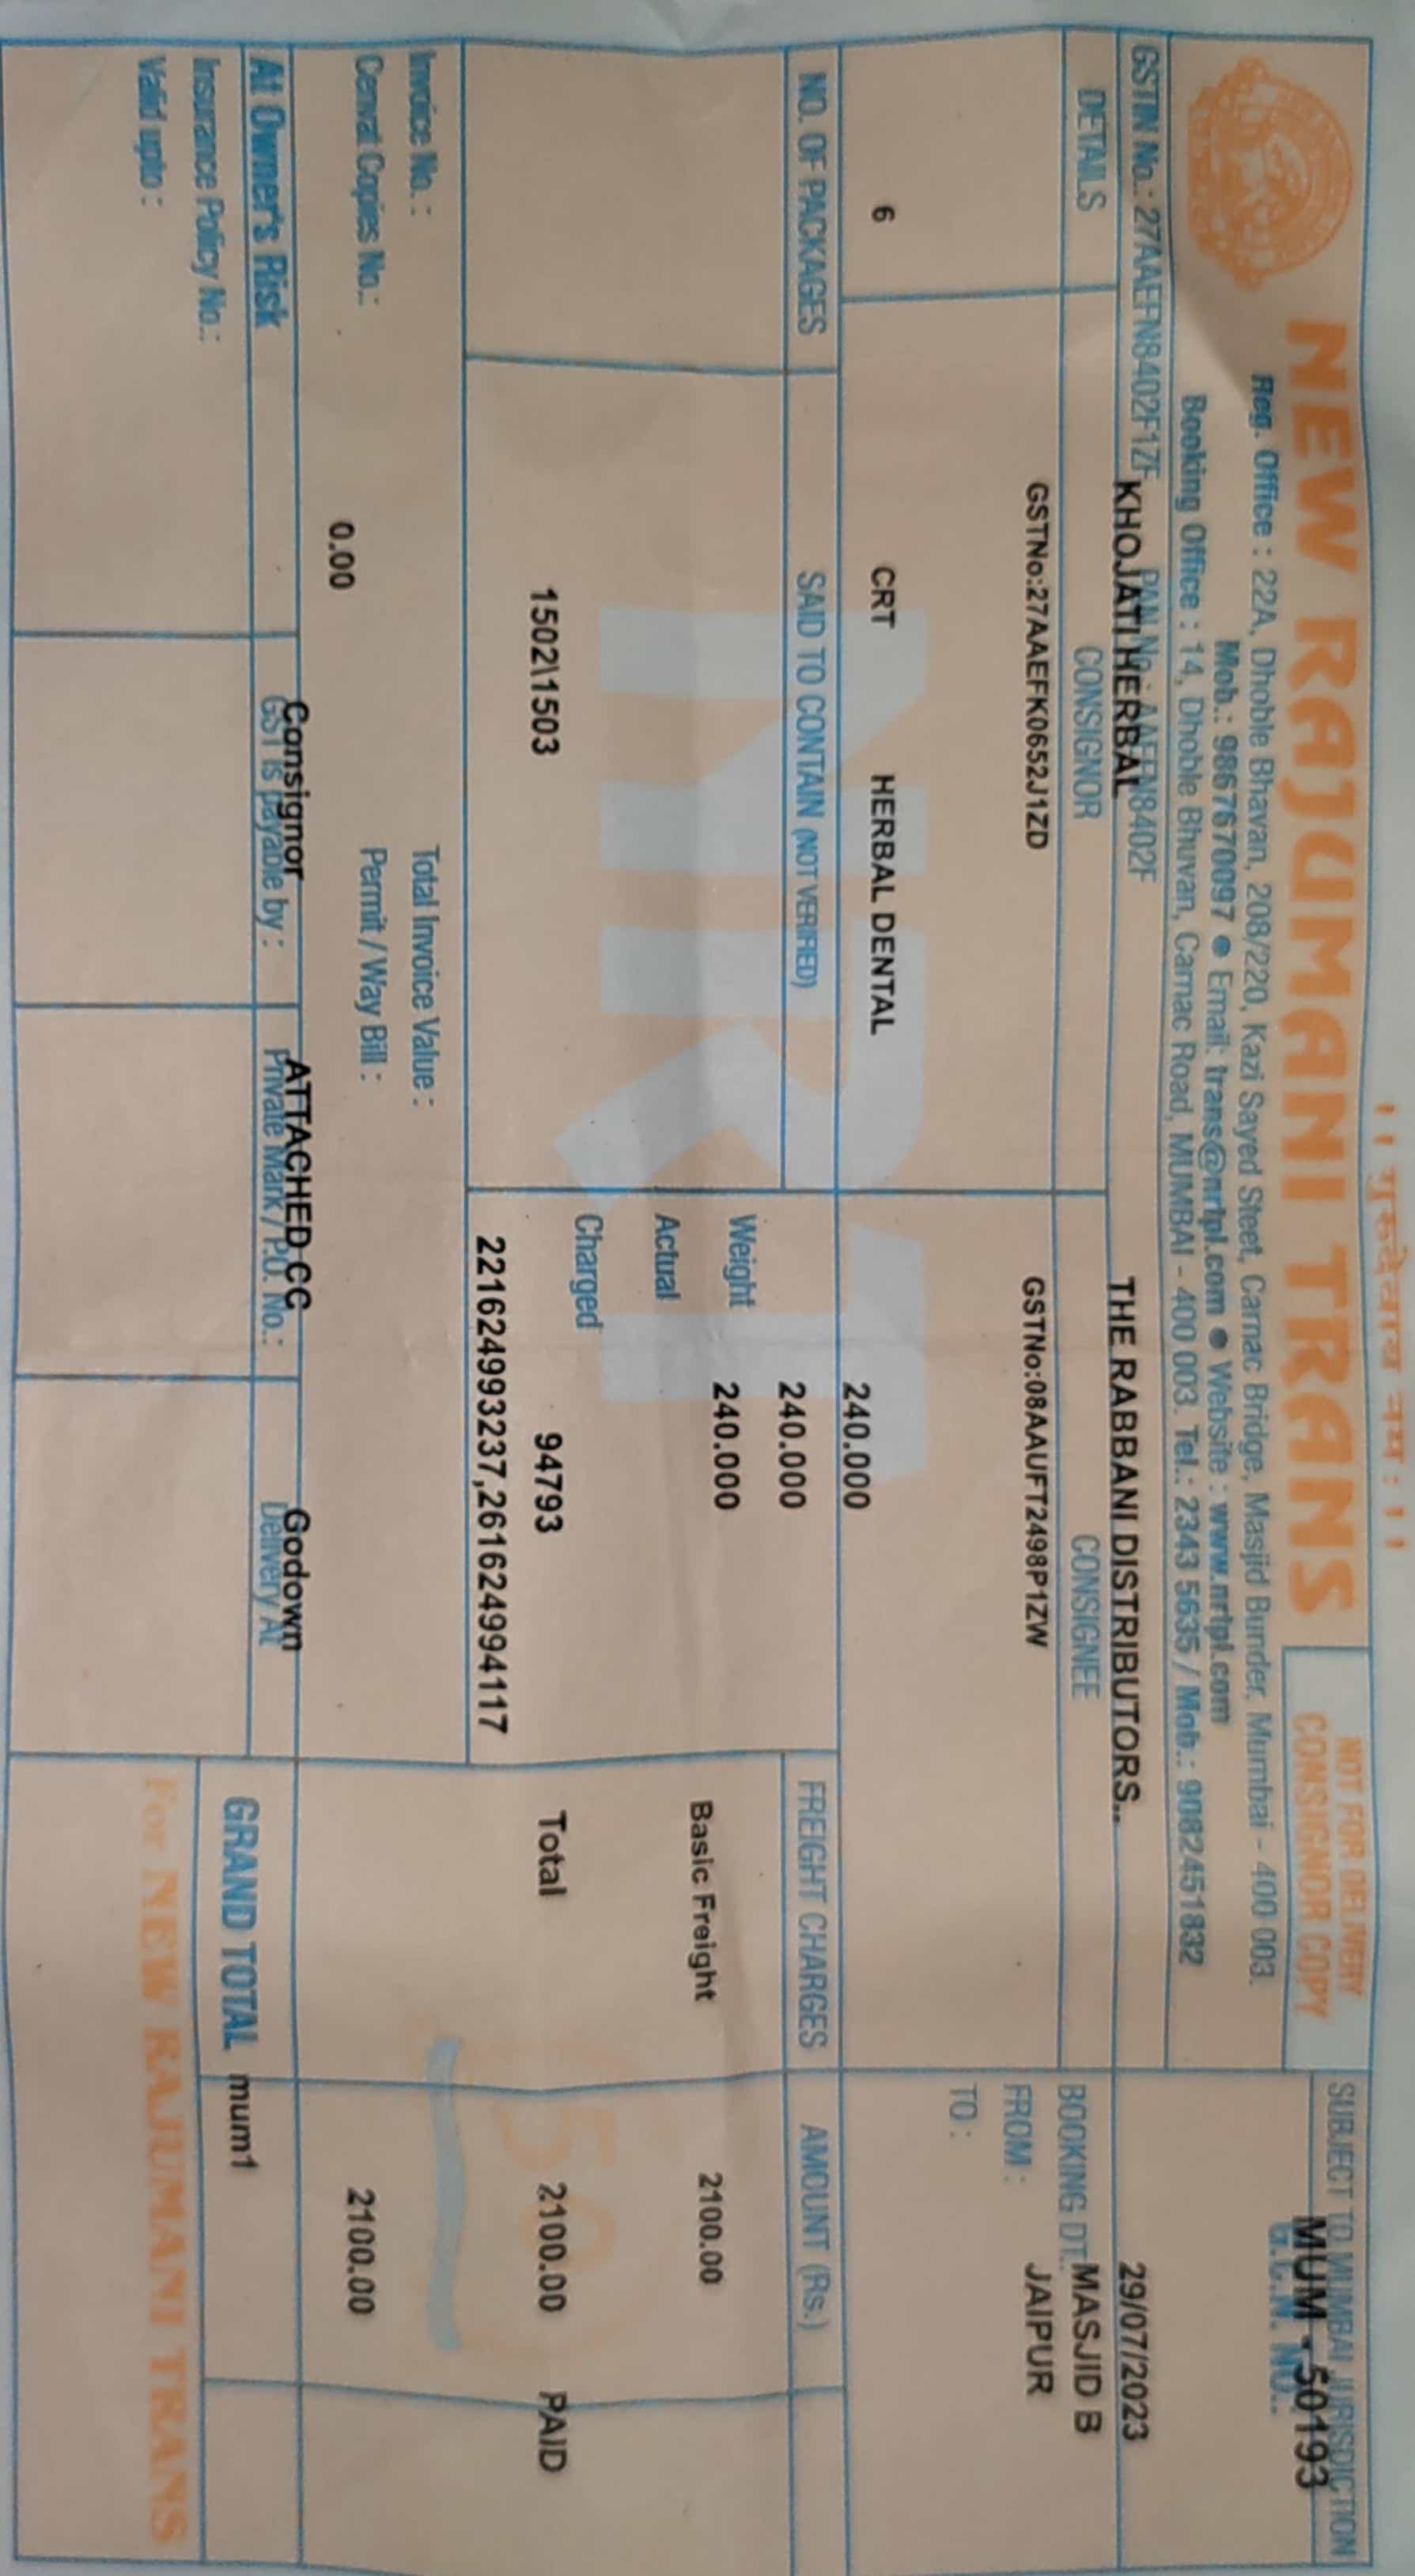 ।। गुरूदेवाय नमः ।।
NEW RAJUMANI TRANS
NOT FOR DELIVERY
CONSIGNOR COPY
SUBJECT TO MUMBAI JURISDICTION
MUM - 50193
G.C.N. NO.:
Reg. Office : 22A, Dhoble Bhavan, 208/220, Kazi Sayed Steet, Carnac Bridge, Masjid Bunder, Mumbai - 400 003.
Mob.: 9867670097 ● Email: trans@nrtpl.com ● Website : www.nrtpl.com
Booking Office : 14, Dhoble Bhuvan, Carnac Road, MUMBAI - 400 003. Tel.: 2343 5635 / Mob.: 9082451832
GSTIN No.: 27AAEFN8402F1ZF PAN No.: AAEFN8402F
KHOJATI HERBAL THE RABBANI DISTRIBUTORS.. 29/07/2023
DETAILS CONSIGNOR CONSIGNEE BOOKING DT.: MASJID B
GSTNo:27AAEFK0652J1ZD GSTNo:08AAUFT2498P1ZW FROM : JAIPUR
TO :
6 CRT HERBAL DENTAL 240.000
NO. OF PACKAGES SAID TO CONTAIN (NOT VERIFIED) 240.000 FREIGHT CHARGES AMOUNT (Rs.)
NRT
Weight 240.000 Basic Freight 2100.00
Actual
Charged
1502\1503 94793 Total 2100.00 PAID
221624993237,261624994117
Invoice No. : Total Invoice Value :
Cenvat Copies No.: Permit / Way Bill : 2100.00
0.00
Consignor ATTACHED CC Godown
At Owner's Risk GST is payable by : Private Mark / P.O. No.: Delivery At
GRAND TOTAL mum1
Insurance Policy No.:
Valid upto :
For NEW RAJUMANI TRANS